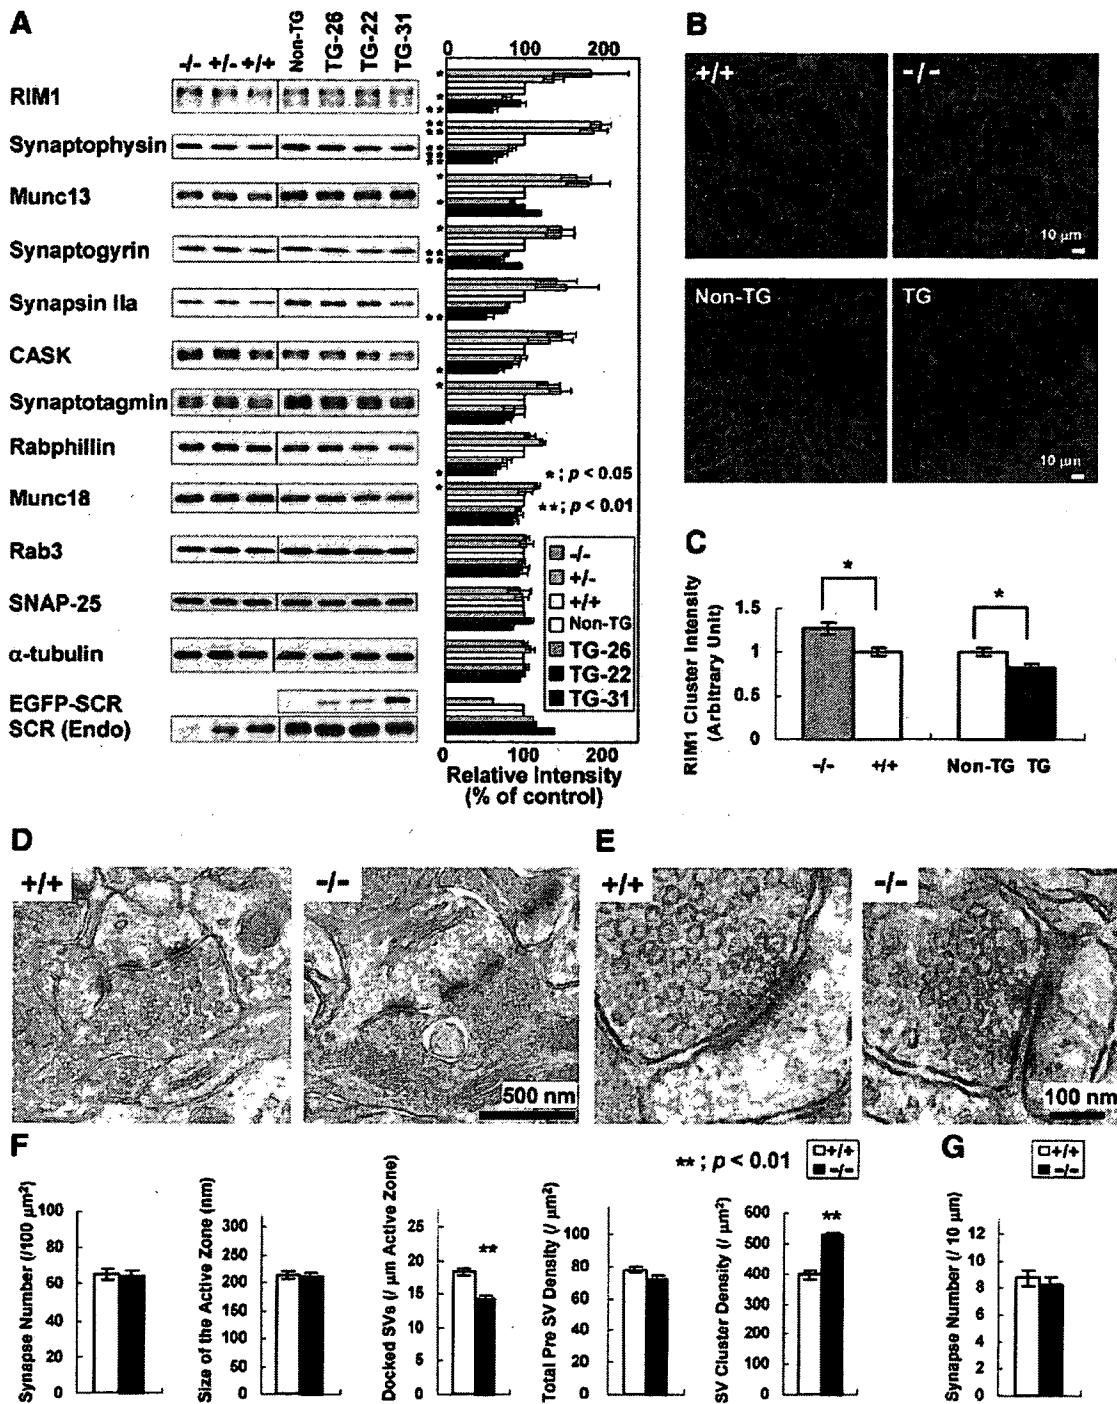 A
-/- +/- +/+ Non-TG TG-26 TG-22 TG-31
0 100 200
RIM1
Synaptophysin
Munc13
Synaptogyrin
Synapsin IIa
CASK
Synaptotagmin
Rabphillin
Munc18
Rab3
SNAP-25
α-tubulin
EGFP-SCR
SCR (Endo)
*; p < 0.05
**; p < 0.01
-/-
+/-
+/+
Non-TG
TG-26
TG-22
TG-31
0 100 200
Relative Intensity
(% of control)
B
+/+
-/-
10 μm
Non-TG
TG
10 μm
C
RIM1 Cluster Intensity
(Arbitrary Unit)
1.5
1
0.5
0
*
*
-/- +/+ Non-TG TG
D
+/+
-/-
500 nm
E
+/+
-/-
100 nm
F
**; p < 0.01
+/+
-/-
Synapse Number (/100 μm²)
100
80
60
40
20
0
Size of the Active Zone (nm)
300
250
200
150
100
50
0
Docked SVs (/ μm Active Zone)
25
20
15
10
5
0
**
Total Pre SV Density (/ μm²)
100
80
60
40
20
0
SV Cluster Density (/ μm²)
600
500
400
300
200
100
0
**
G
+/+
-/-
Synapse Number (/ 10 μm)
12
10
8
6
4
2
0